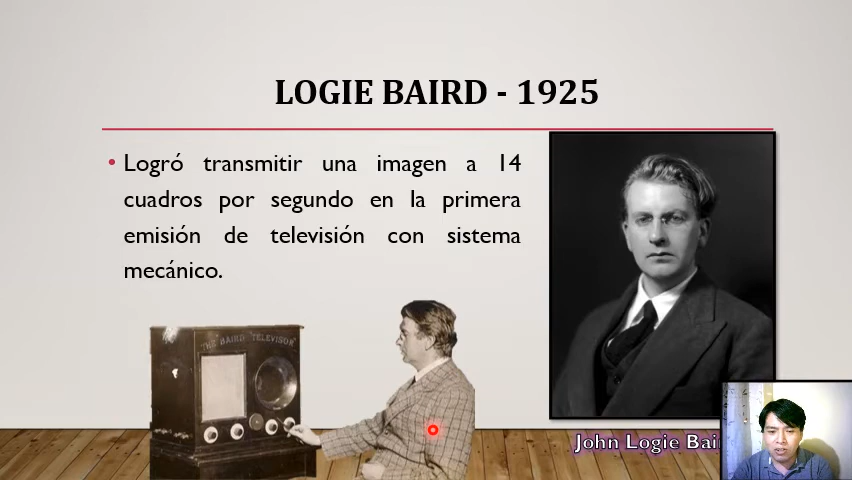 LOGIE BAIRD - 1925
• Logró transmitir una imagen a 14
cuadros por segundo en la primera
emisión de televisión con sistema
mecánico.
THE BAIRD "TELEVISOR"
John Logie Bai